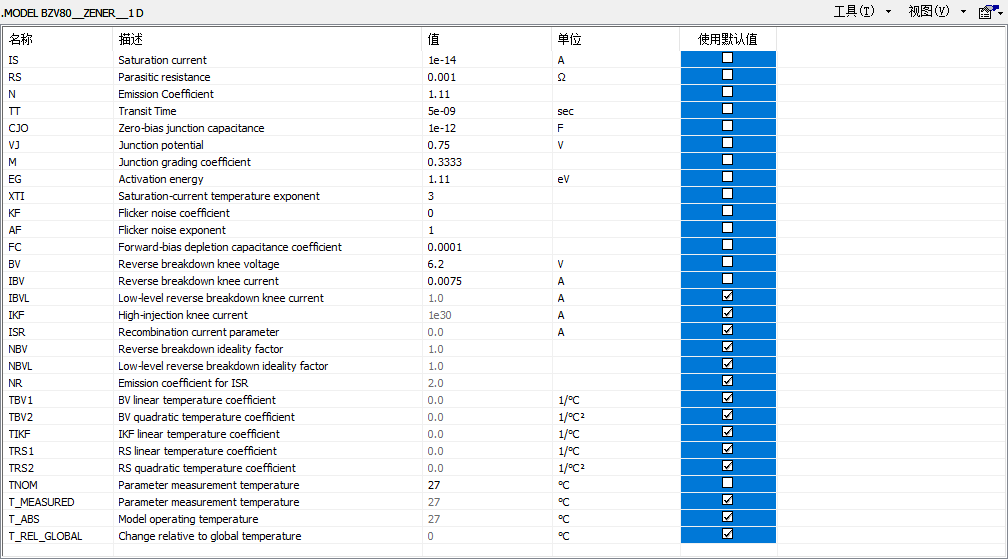 .MODEL BZV80__ZENER__1 D 工具(T) 视图(V)
名称 描述 值 单位 使用默认值
IS Saturation current 1e-14 A
RS Parasitic resistance 0.001 Ω
N Emission Coefficient 1.11
TT Transit Time 5e-09 sec
CJO Zero-bias junction capacitance 1e-12 F
VJ Junction potential 0.75 V
M Junction grading coefficient 0.3333
EG Activation energy 1.11 eV
XTI Saturation-current temperature exponent 3
KF Flicker noise coefficient 0
AF Flicker noise exponent 1
FC Forward-bias depletion capacitance coefficient 0.0001
BV Reverse breakdown knee voltage 6.2 V
IBV Reverse breakdown knee current 0.0075 A
IBVL Low-level reverse breakdown knee current 1.0 A
IKF High-injection knee current 1e30 A
ISR Recombination current parameter 0.0 A
NBV Reverse breakdown ideality factor 1.0
NBVL Low-level reverse breakdown ideality factor 1.0
NR Emission coefficient for ISR 2.0
TBV1 BV linear temperature coefficient 0.0 1/°C
TBV2 BV quadratic temperature coefficient 0.0 1/°C²
TIKF IKF linear temperature coefficient 0.0 1/°C
TRS1 RS linear temperature coefficient 0.0 1/°C
TRS2 RS quadratic temperature coefficient 0.0 1/°C²
TNOM Parameter measurement temperature 27 °C
T_MEASURED Parameter measurement temperature 27 °C
T_ABS Model operating temperature 27 °C
T_REL_GLOBAL Change relative to global temperature 0 °C